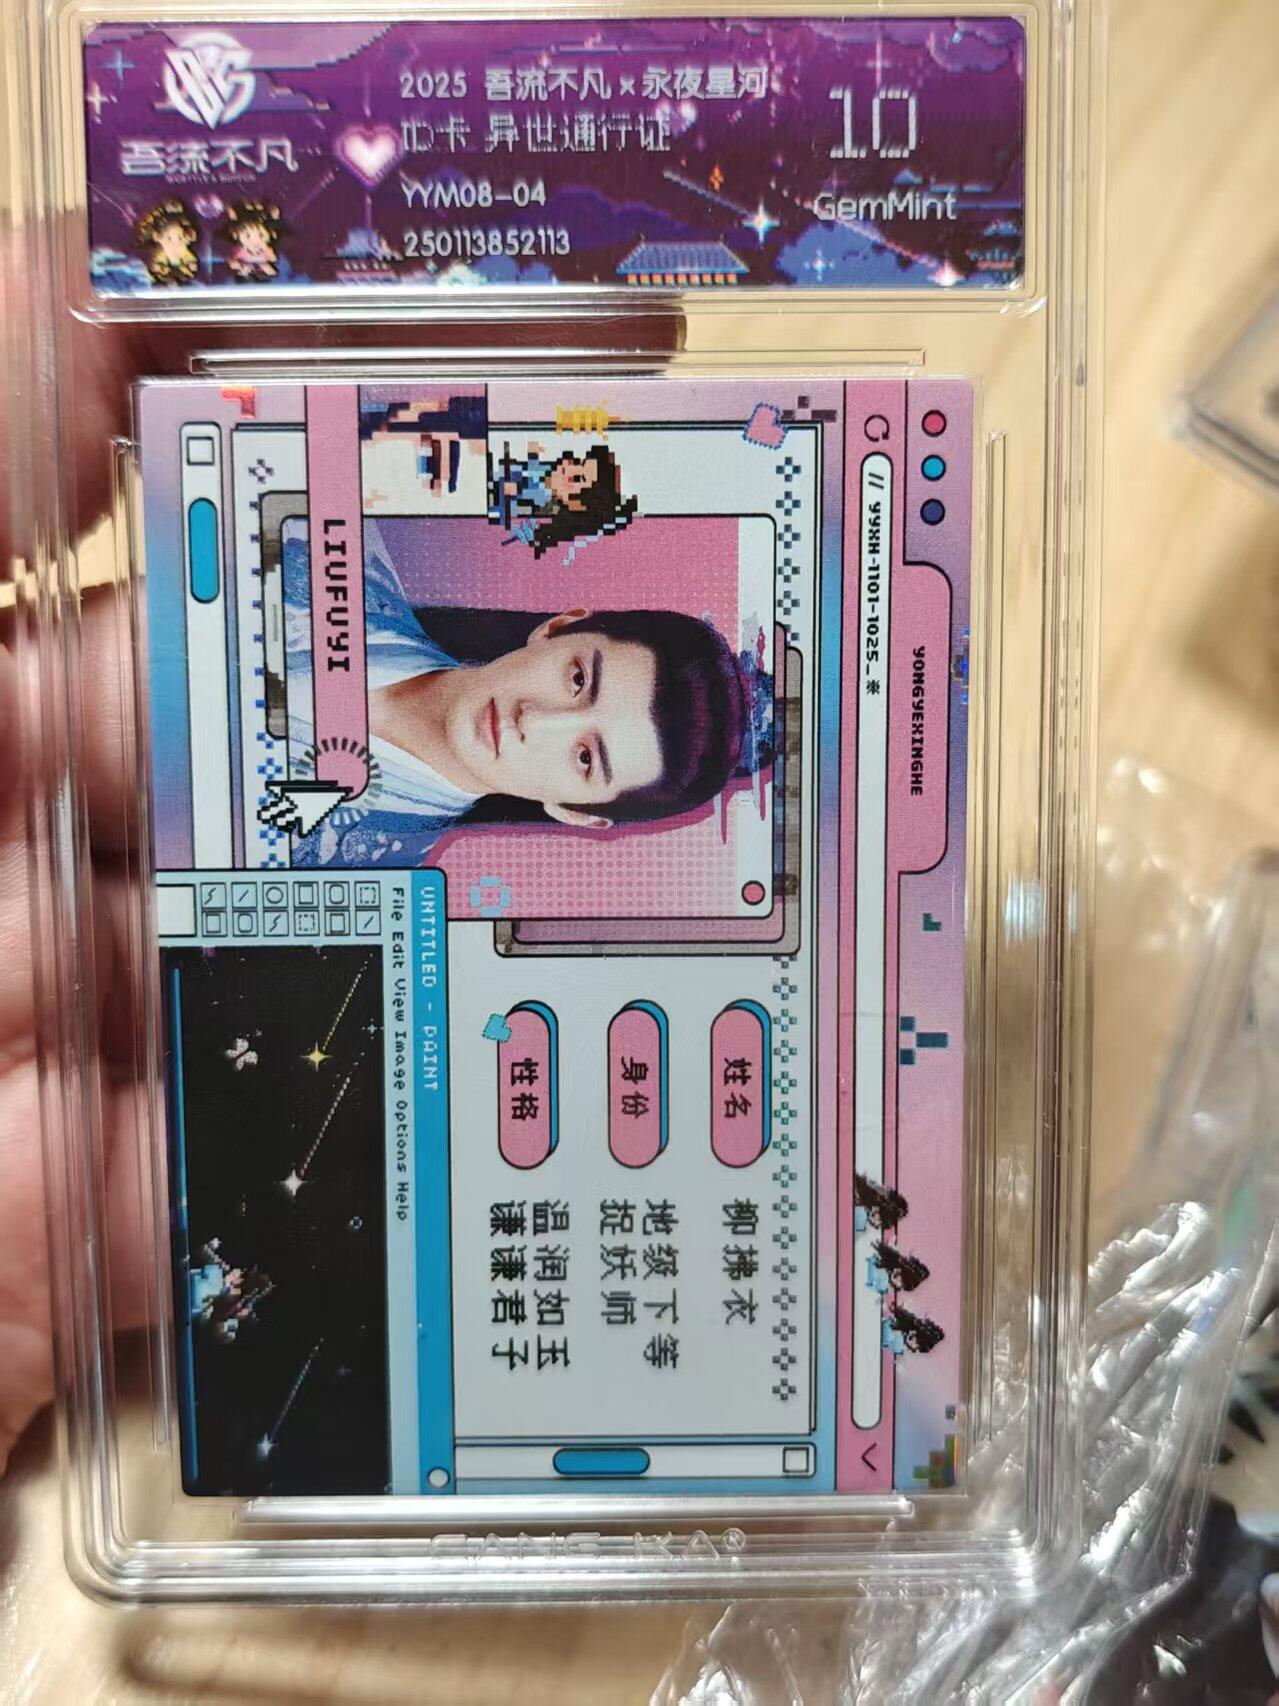 吾流不凡
2025 吾流不凡×永夜星河
ID卡 异世通行证
YYM08-04
250113852113
10
GemMint
YONGYEXINGHE
// YYXH-1101-1025_※
LIUFUYI
姓名
柳拂衣
身份
地级下等
捉妖师
性格
温润如玉
谦谦君子
UNTITLED - PAINT
File Edit View Image Options Help
CANG KA®